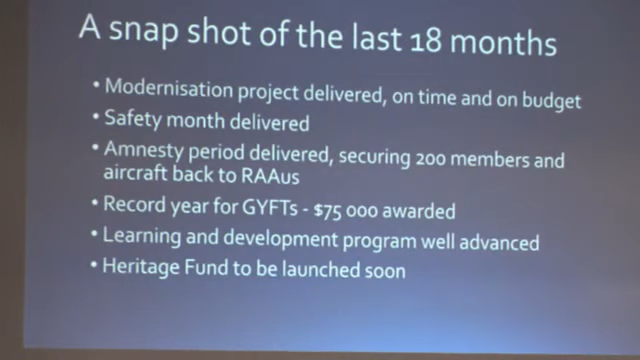 A snap shot of the last 18 months
• Modernisation project delivered, on time and on budget
• Safety month delivered
• Amnesty period delivered, securing 200 members and
aircraft back to RAAus
• Record year for GYFTs - $75 000 awarded
• Learning and development program well advanced
• Heritage Fund to be launched soon